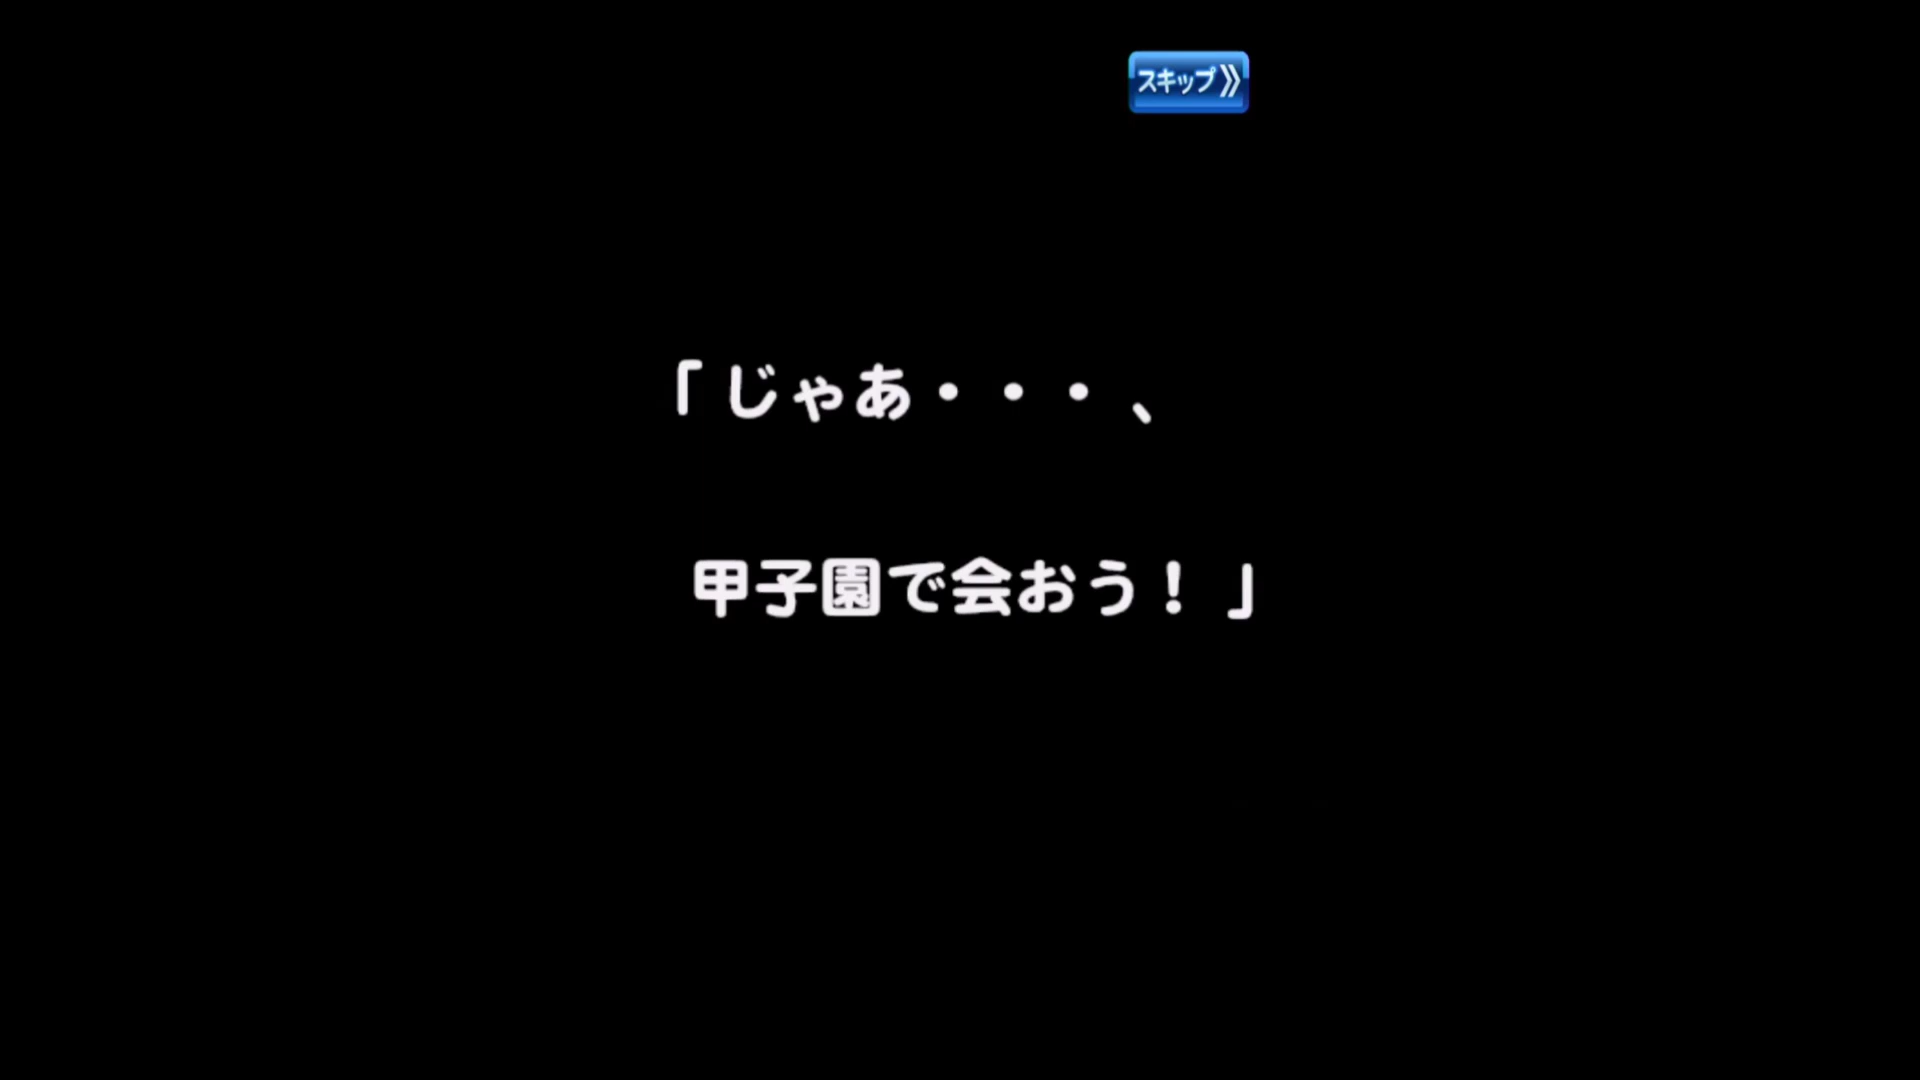 スキップ》
「じゃあ・・・、
甲子園で会おう！」